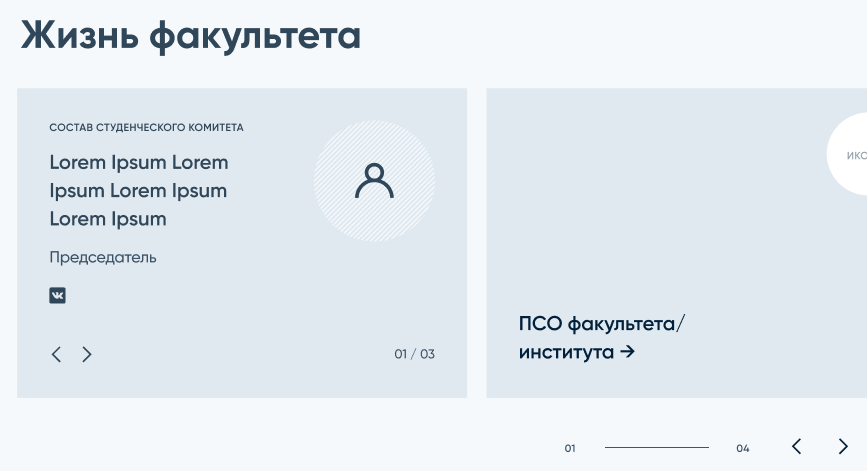 Жизнь факультета
СОСТАВ СТУДЕНЧЕСКОГО КОМИТЕТА
Lorem Ipsum Lorem
Ipsum Lorem Ipsum
Lorem Ipsum
Председатель
01 / 03
ПСО факультета/
института →
01
04